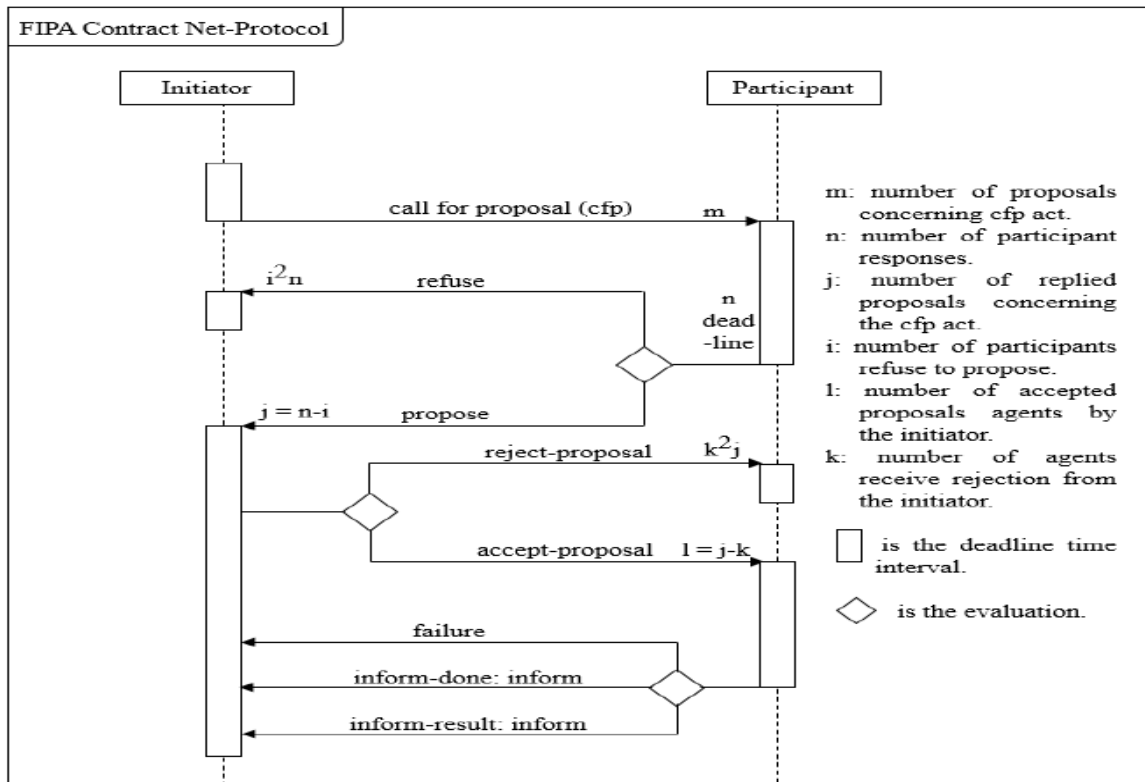 FIPA Contract Net-Protocol
Initiator
Participant
call for proposal (cfp)
m
i²n
refuse
n
dead
-line
j = n-i
propose
reject-proposal
k²j
accept-proposal
l = j-k
failure
inform-done: inform
inform-result: inform
m: number of proposals
concerning cfp act.
n: number of participant
responses.
j: number of replied
proposals concerning
the cfp act.
i: number of participants
refuse to propose.
l: number of accepted
proposals agents by
the initiator.
k: number of agents
receive rejection from
the initiator.
is the deadline time
interval.
is the evaluation.